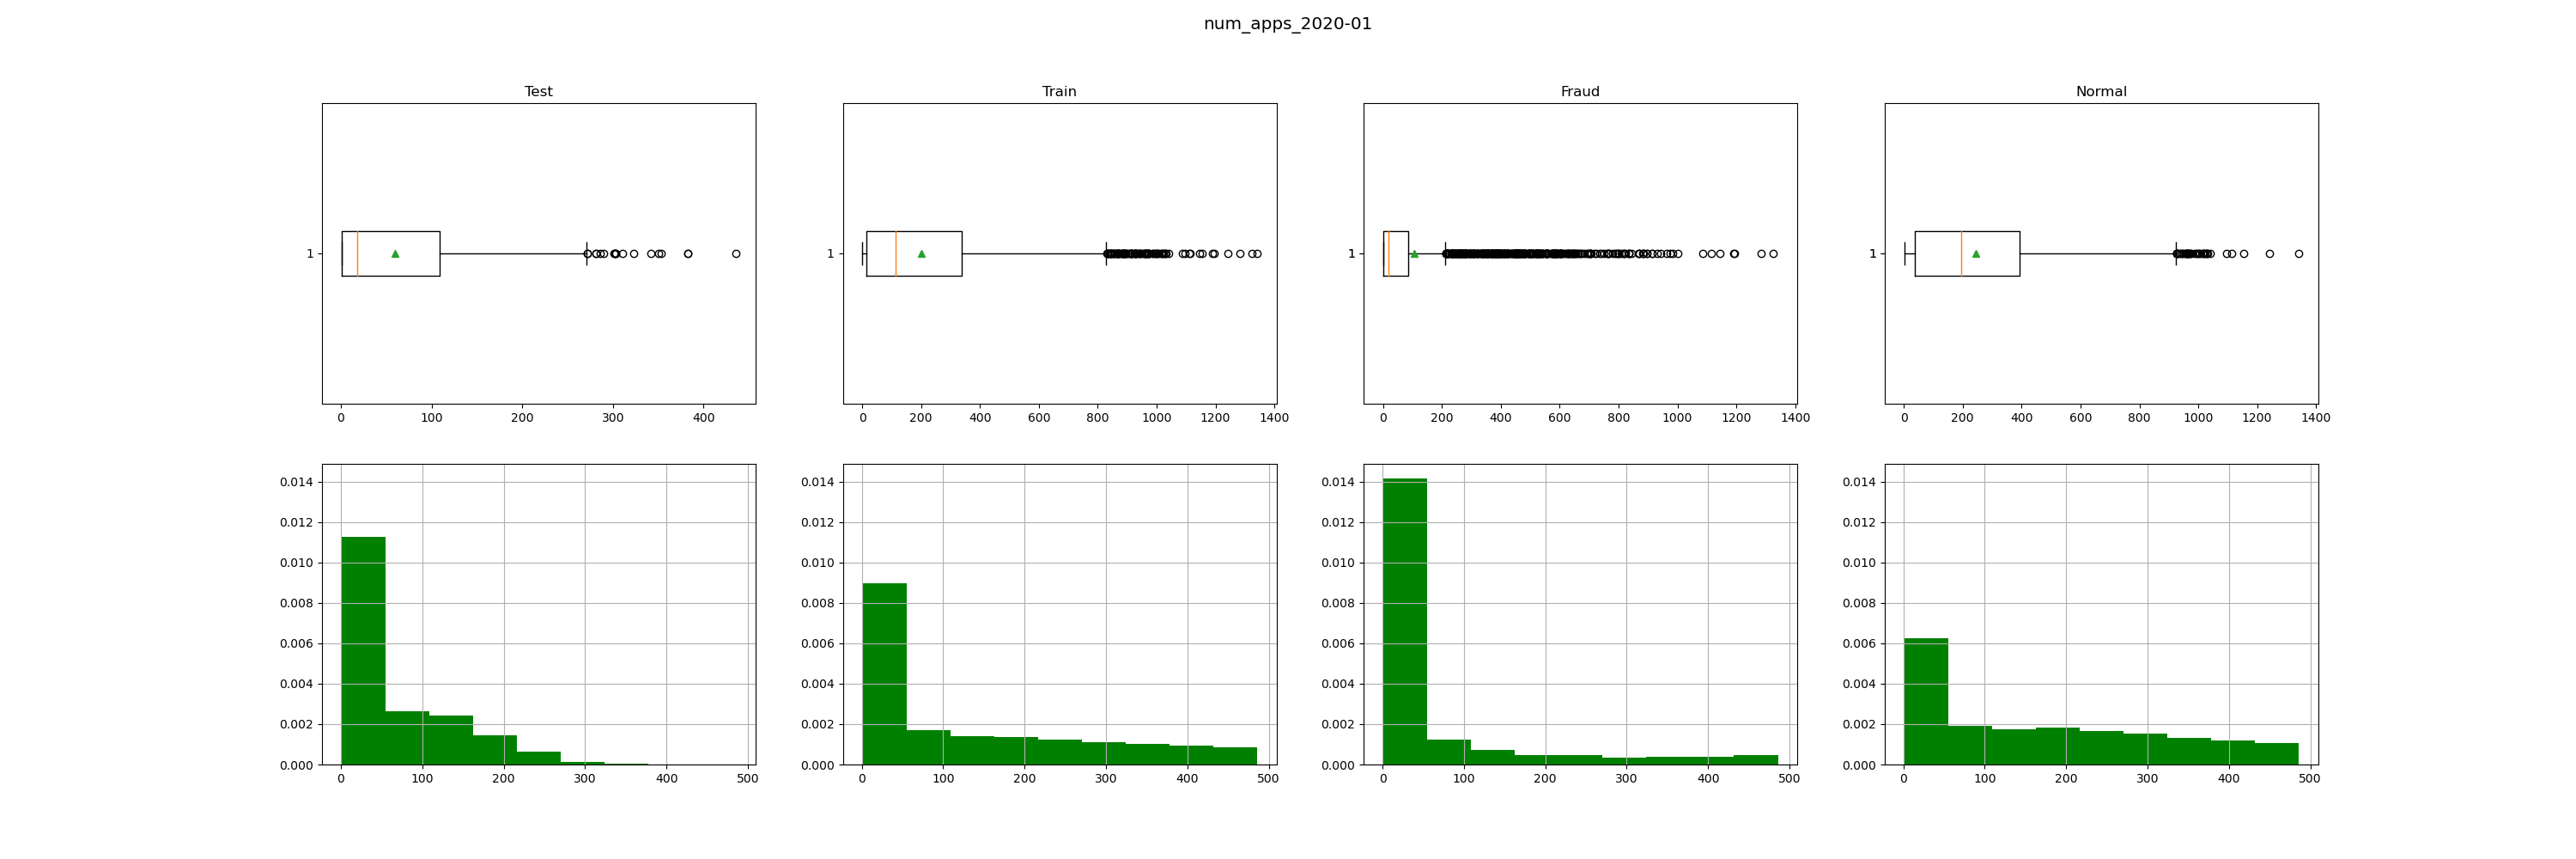 num_apps_2020-01
Test Train Fraud Normal
1 1 1 1
0 100 200 300 400 0 200 400 600 800 1000 1200 1400 0 200 400 600 800 1000 1200 1400 0 200 400 600 800 1000 1200 1400
0.014 0.014 0.014 0.014
0.012 0.012 0.012 0.012
0.010 0.010 0.010 0.010
0.008 0.008 0.008 0.008
0.006 0.006 0.006 0.006
0.004 0.004 0.004 0.004
0.002 0.002 0.002 0.002
0.000 0.000 0.000 0.000
0 100 200 300 400 500 0 100 200 300 400 500 0 100 200 300 400 500 0 100 200 300 400 500